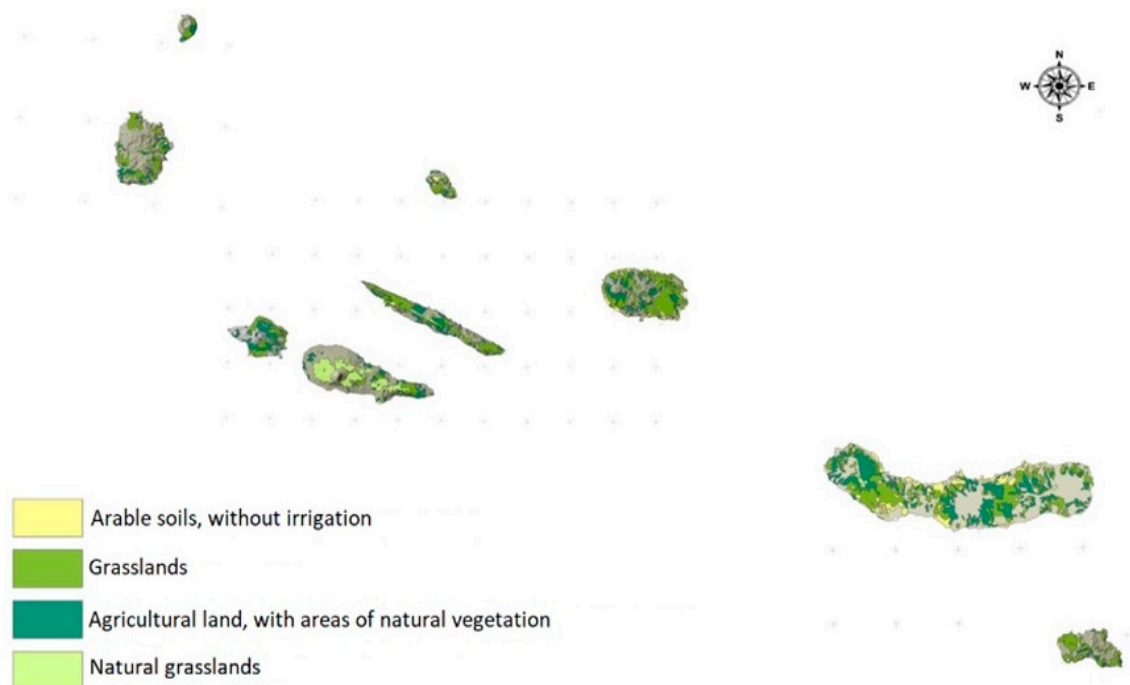 N
W E
S
Arable soils, without irrigation
Grasslands
Agricultural land, with areas of natural vegetation
Natural grasslands